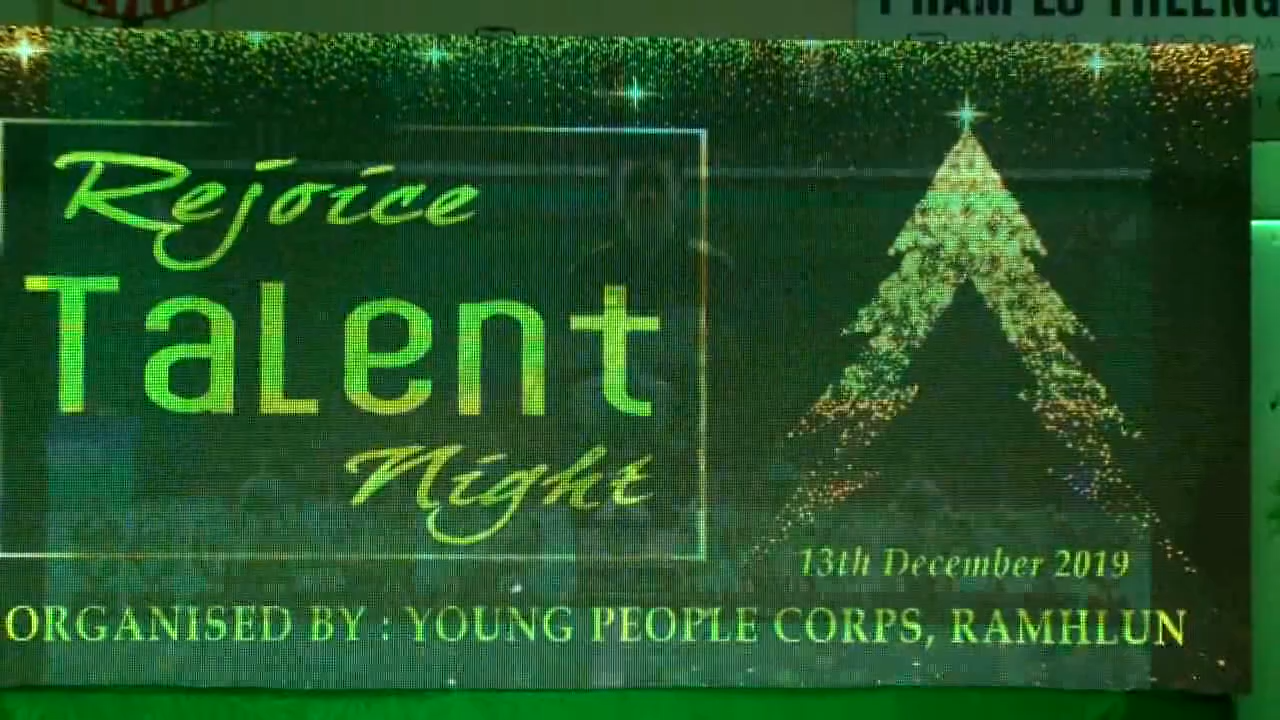 Rejoice
Talent
Night
13th December 2019
ORGANISED BY : YOUNG PEOPLE CORPS, RAMHLUN